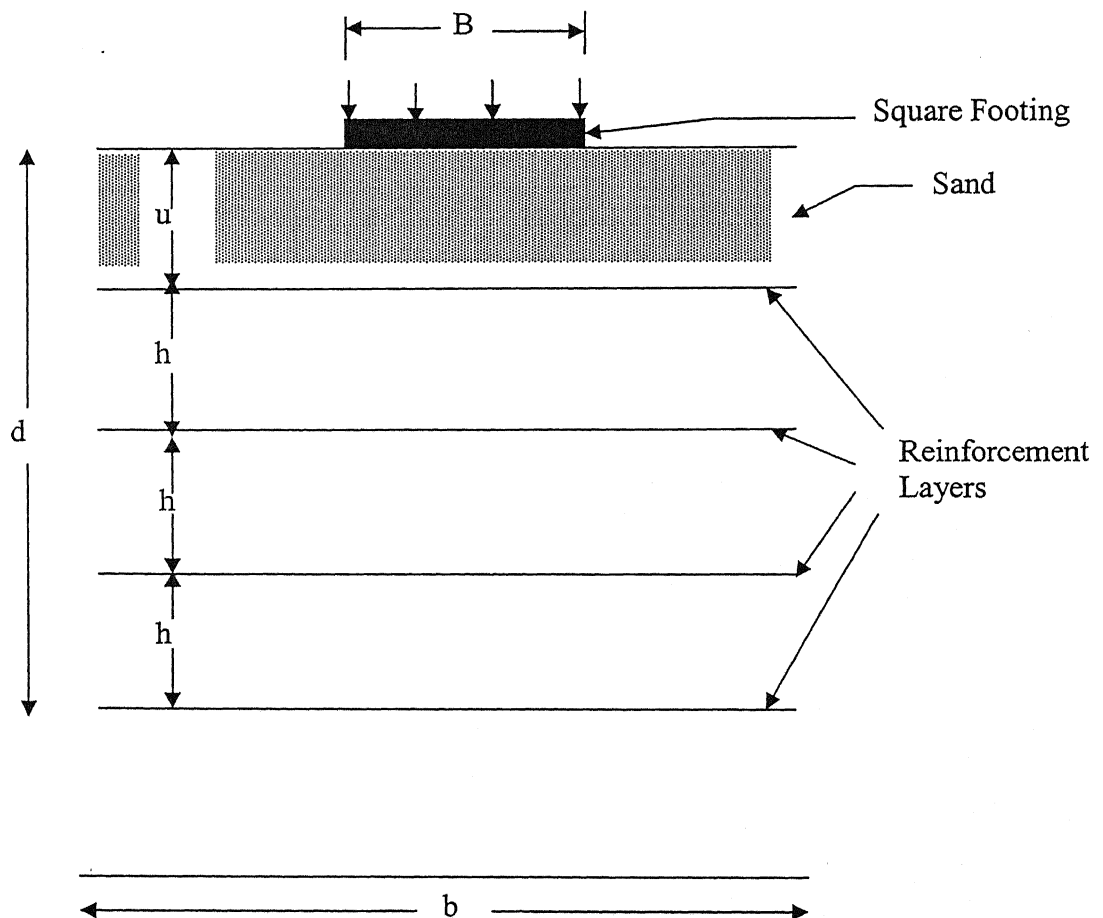 B
Square Footing
Sand
u
h
d
Reinforcement
Layers
h
h
b